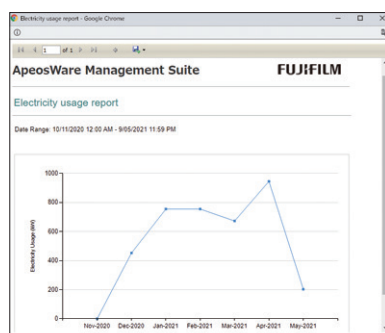 Electricity usage report - Google Chrome
1 of 1
ApeosWare Management Suite
FUJIFILM
Electricity usage report
Date Range: 10/11/2020 12:00 AM - 9/05/2021 11:59 PM
1000
800
600
400
200
0
Electricity Usage (kW)
Nov-2020 Dec-2020 Jan-2021 Feb-2021 Mar-2021 Apr-2021 May-2021